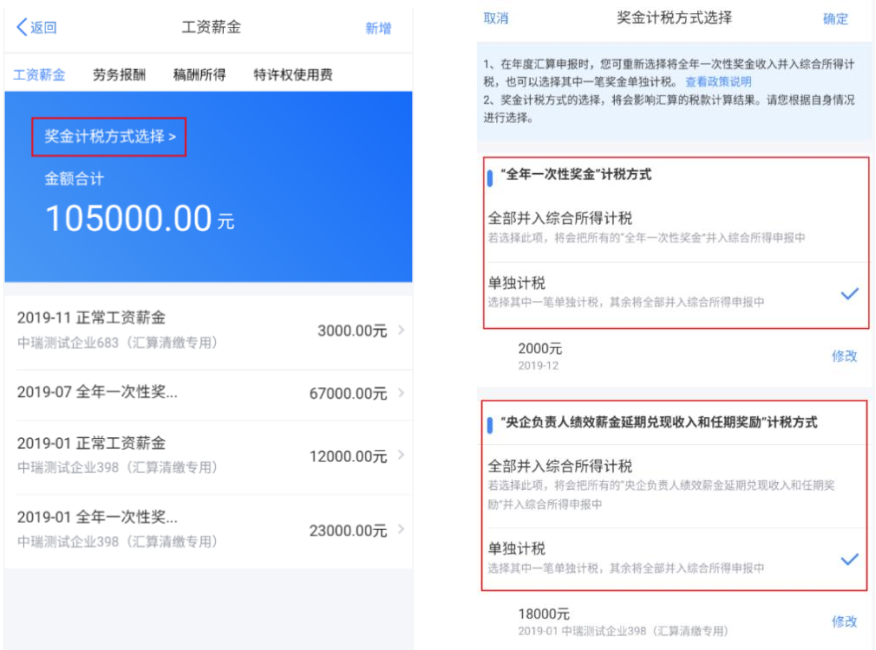 返回
工资薪金
新增
工资薪金 劳务报酬 稿酬所得 特许权使用费
奖金计税方式选择 >
金额合计
105000.00 元
2019-11 正常工资薪金
3000.00元
中瑞测试企业683（汇算清缴专用）
2019-07 全年一次性奖...
67000.00元
2019-01 正常工资薪金
12000.00元
中瑞测试企业398（汇算清缴专用）
2019-01 全年一次性奖...
23000.00元
中瑞测试企业398（汇算清缴专用）
取消
奖金计税方式选择
确定
1、在年度汇算申报时，您可重新选择将全年一次性奖金收入并入综合所得计
税，也可以选择其中一笔奖金单独计税。 查看政策说明
2、奖金计税方式的选择，将会影响汇算的税款计算结果。请您根据自身情况
进行选择。
“全年一次性奖金”计税方式
全部并入综合所得计税
若选择此项，将会把所有的“全年一次性奖金”并入综合所得申报中
单独计税
选择其中一笔单独计税，其余将全部并入综合所得申报中
2000元
2019-12
修改
“央企负责人绩效薪金延期兑现收入和任期奖励”计税方式
全部并入综合所得计税
若选择此项，将会把所有的“央企负责人绩效薪金延期兑现收入和任期奖
励”并入综合所得申报中
单独计税
选择其中一笔单独计税，其余将全部并入综合所得申报中
18000元
2019-01 中瑞测试企业398（汇算清缴专用）
修改